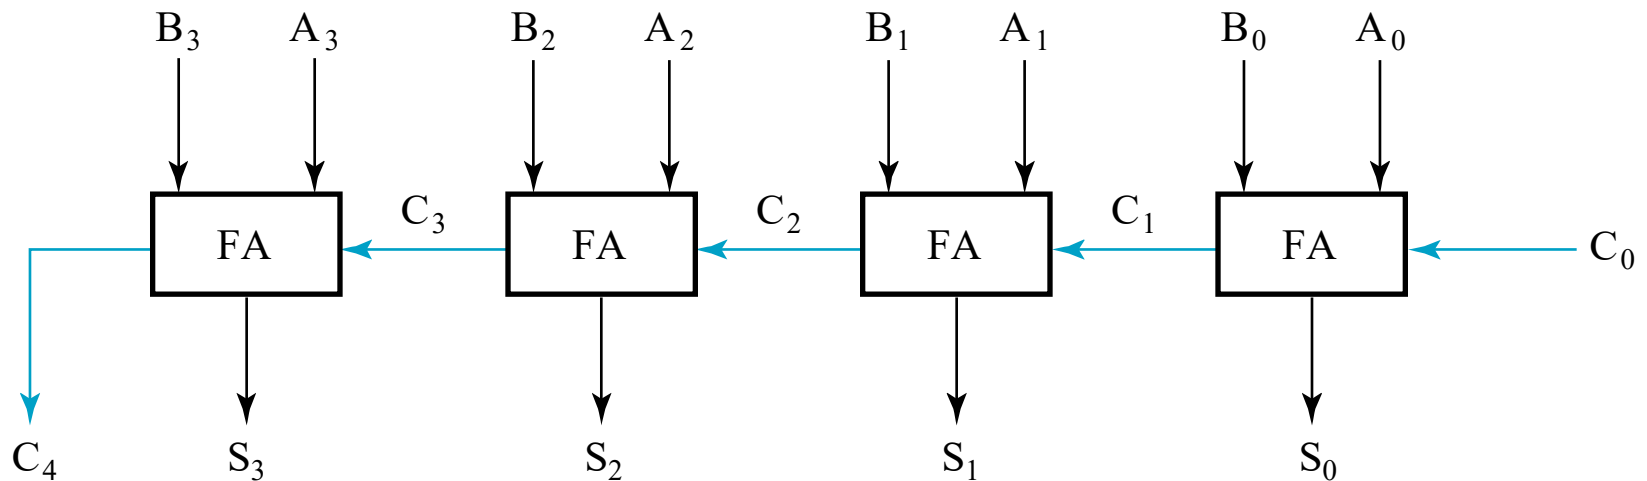 B₃ A₃ B₂ A₂ B₁ A₁ B₀ A₀
C₃ C₂ C₁
FA FA FA FA C₀
C₄ S₃ S₂ S₁ S₀